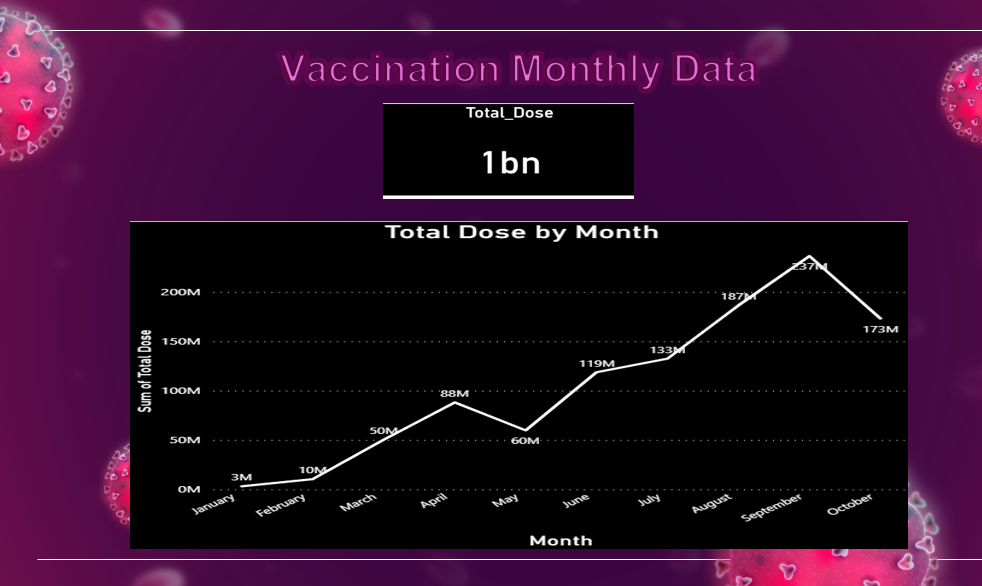 Vaccination Monthly Data
Total_Dose
1bn
Total Dose by Month
Sum of Total Dose
200M
150M
100M
50M
0M
3M
10M
50M
88M
60M
119M
133M
187M
237M
173M
January
February
March
April
May
June
July
August
September
October
Month